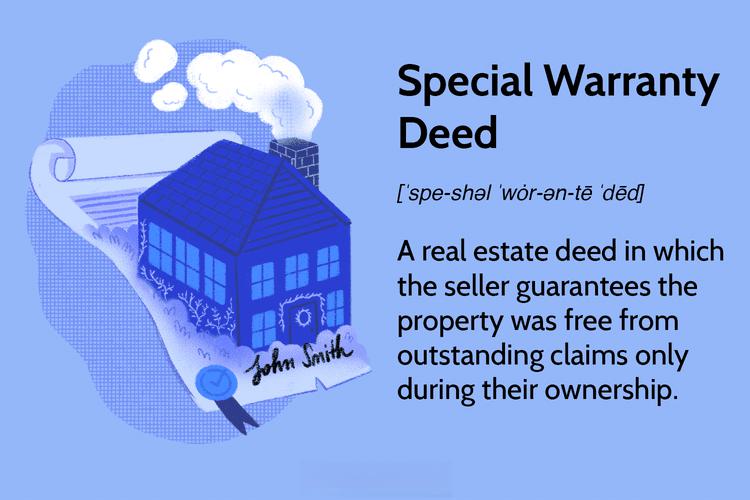 Special Warranty
Deed
[ˈspe-shəl ˈwȯr-ən-tē ˈdēd]
A real estate deed in which
the seller guarantees the
property was free from
outstanding claims only
during their ownership.
John Smith